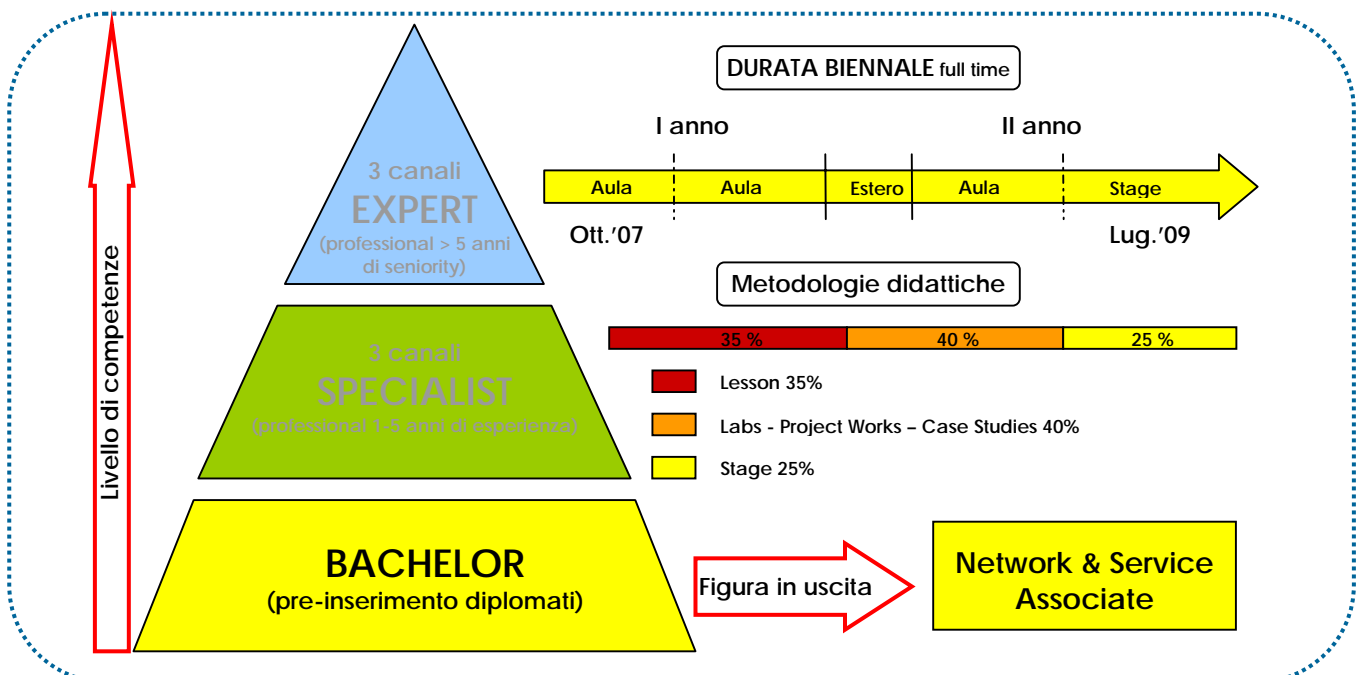 Livello di competenze
3 canali
EXPERT
(professional > 5 anni
di seniority)
3 canali
SPECIALIST
(professional 1-5 anni di esperienza)
BACHELOR
(pre-inserimento diplomati)
DURATA BIENNALE full time
I anno
II anno
Aula
Aula
Estero
Aula
Stage
Ott.'07
Lug.'09
Metodologie didattiche
35 %
40 %
25 %
Lesson 35%
Labs - Project Works – Case Studies 40%
Stage 25%
Figura in uscita
Network & Service
Associate